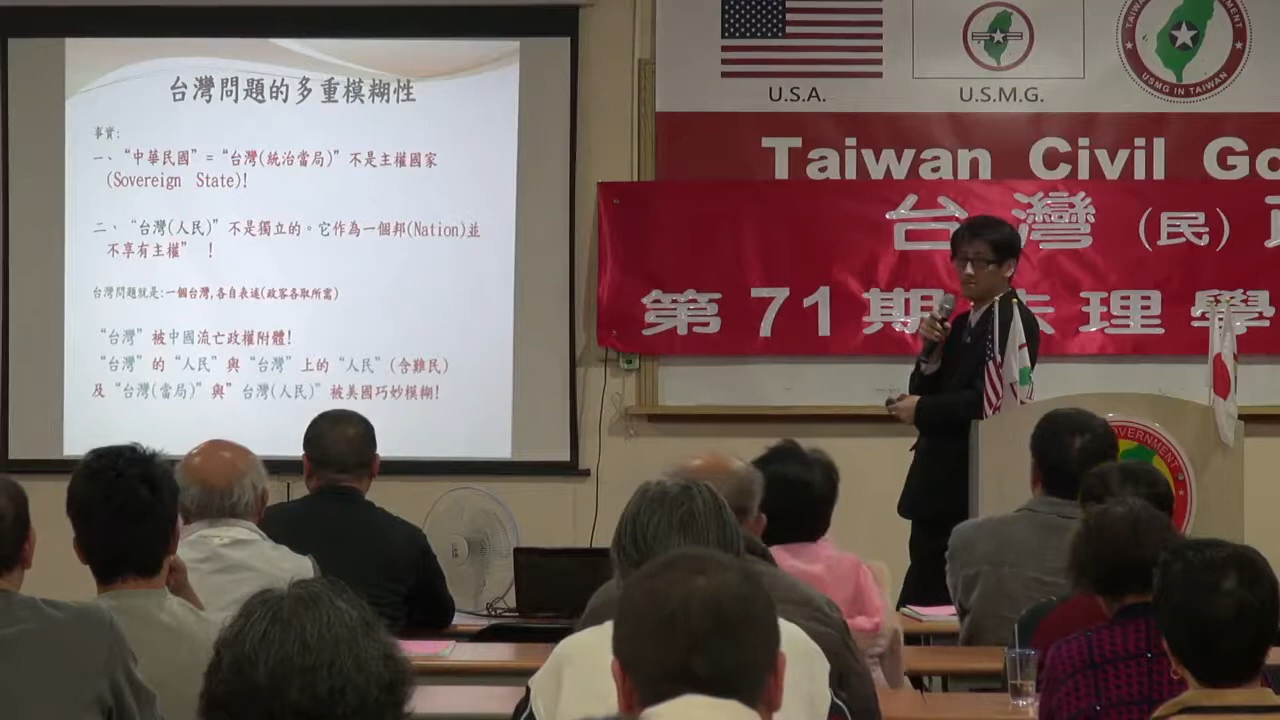 台灣問題的多重模糊性
事實:
一、“中華民國”=“台灣(統治當局)”不是主權國家
(Sovereign State)!
二、“台灣(人民)”不是獨立的。它作為一個邦(Nation)並
不享有主權” !
台灣問題就是:一個台灣,各自表述(政客各取所需)
“台灣”被中國流亡政權附體!
“台灣”的“人民”與“台灣”上的“人民”(含難民)
及“台灣(當局)”與”台灣(人民)”被美國巧妙模糊!
U.S.A.
U.S.M.G.
USMG IN TAIWAN
Taiwan Civil Go
台灣(民)
第71期法理學
OVERNMENT